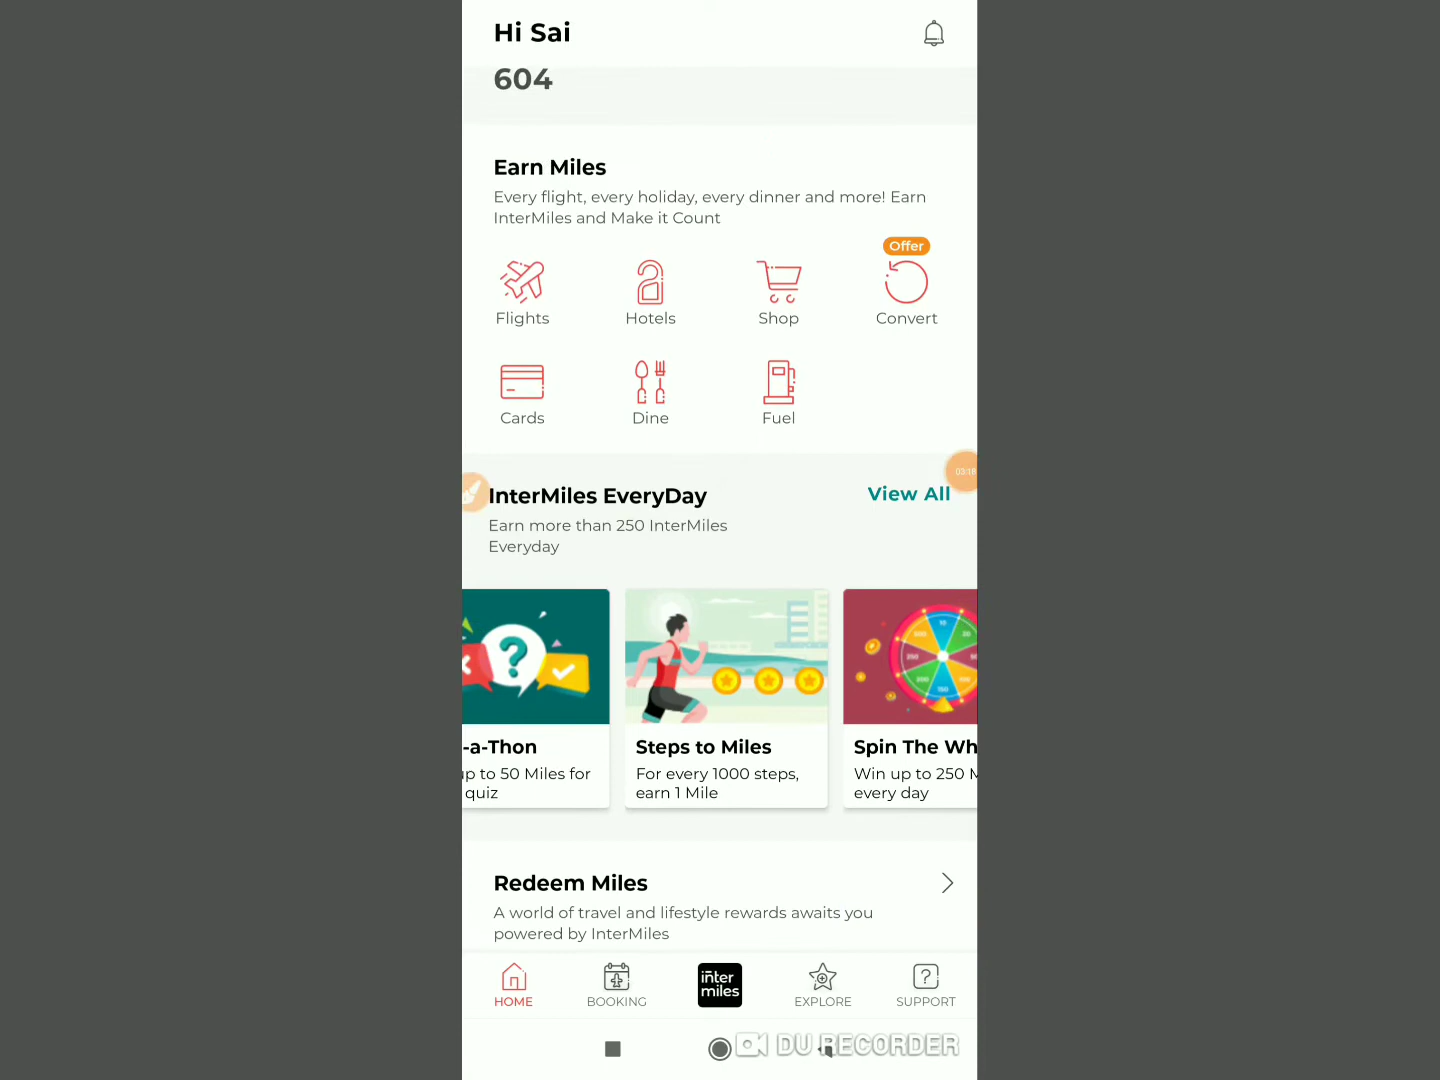 Hi Sai
604
Earn Miles
Every flight, every holiday, every dinner and more! Earn
InterMiles and Make it Count
Offer
Flights
Hotels
Shop
Convert
Cards
Dine
Fuel
03:18
InterMiles EveryDay
View All
Earn more than 250 InterMiles
Everyday
-a-Thon
up to 50 Miles for
quiz
Steps to Miles
For every 1000 steps,
earn 1 Mile
Spin The Wh
Win up to 250 M
every day
Redeem Miles
A world of travel and lifestyle rewards awaits you
powered by InterMiles
HOME
BOOKING
inter
miles
EXPLORE
SUPPORT
DU RECORDER